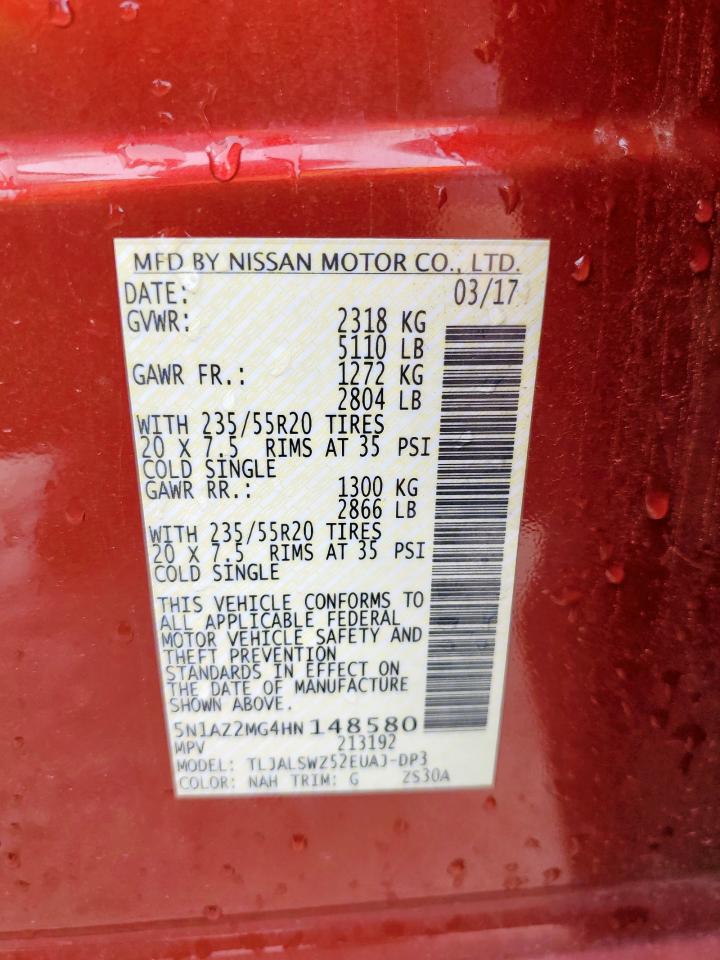 MFD BY NISSAN MOTOR CO., LTD.
DATE: 03/17
GVWR: 2318 KG
5110 LB
GAWR FR.: 1272 KG
2804 LB
WITH 235/55R20 TIRES
20 X 7.5 RIMS AT 35 PSI
COLD SINGLE
GAWR RR.: 1300 KG
2866 LB
WITH 235/55R20 TIRES
20 X 7.5 RIMS AT 35 PSI
COLD SINGLE
THIS VEHICLE CONFORMS TO
ALL APPLICABLE FEDERAL
MOTOR VEHICLE SAFETY AND
THEFT PREVENTION
STANDARDS IN EFFECT ON
THE DATE OF MANUFACTURE
SHOWN ABOVE.
5N1AZ2MG4HN148580
MPV 213192
MODEL: TLJALSWZ52EUAJ-DP3
COLOR: NAH TRIM: G ZS30A